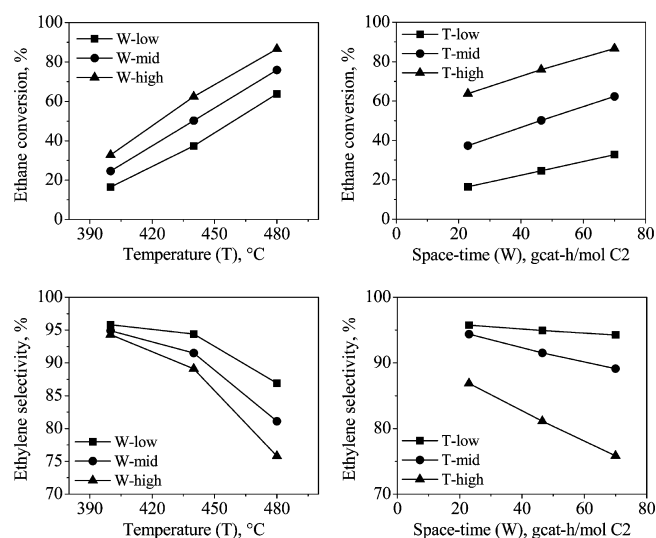 Ethane conversion, %
100
80
60
40
20
0
W-low
W-mid
W-high
390 420 450 480
Temperature (T), °C
Ethane conversion, %
100
80
60
40
20
0
T-low
T-mid
T-high
0 20 40 60 80
Space-time (W), gcat-h/mol C2
Ethylene selectivity, %
100
95
90
85
80
75
70
W-low
W-mid
W-high
390 420 450 480
Temperature (T), °C
Ethylene selectivity, %
100
90
80
70
T-low
T-mid
T-high
0 20 40 60 80
Space-time (W), gcat-h/mol C2